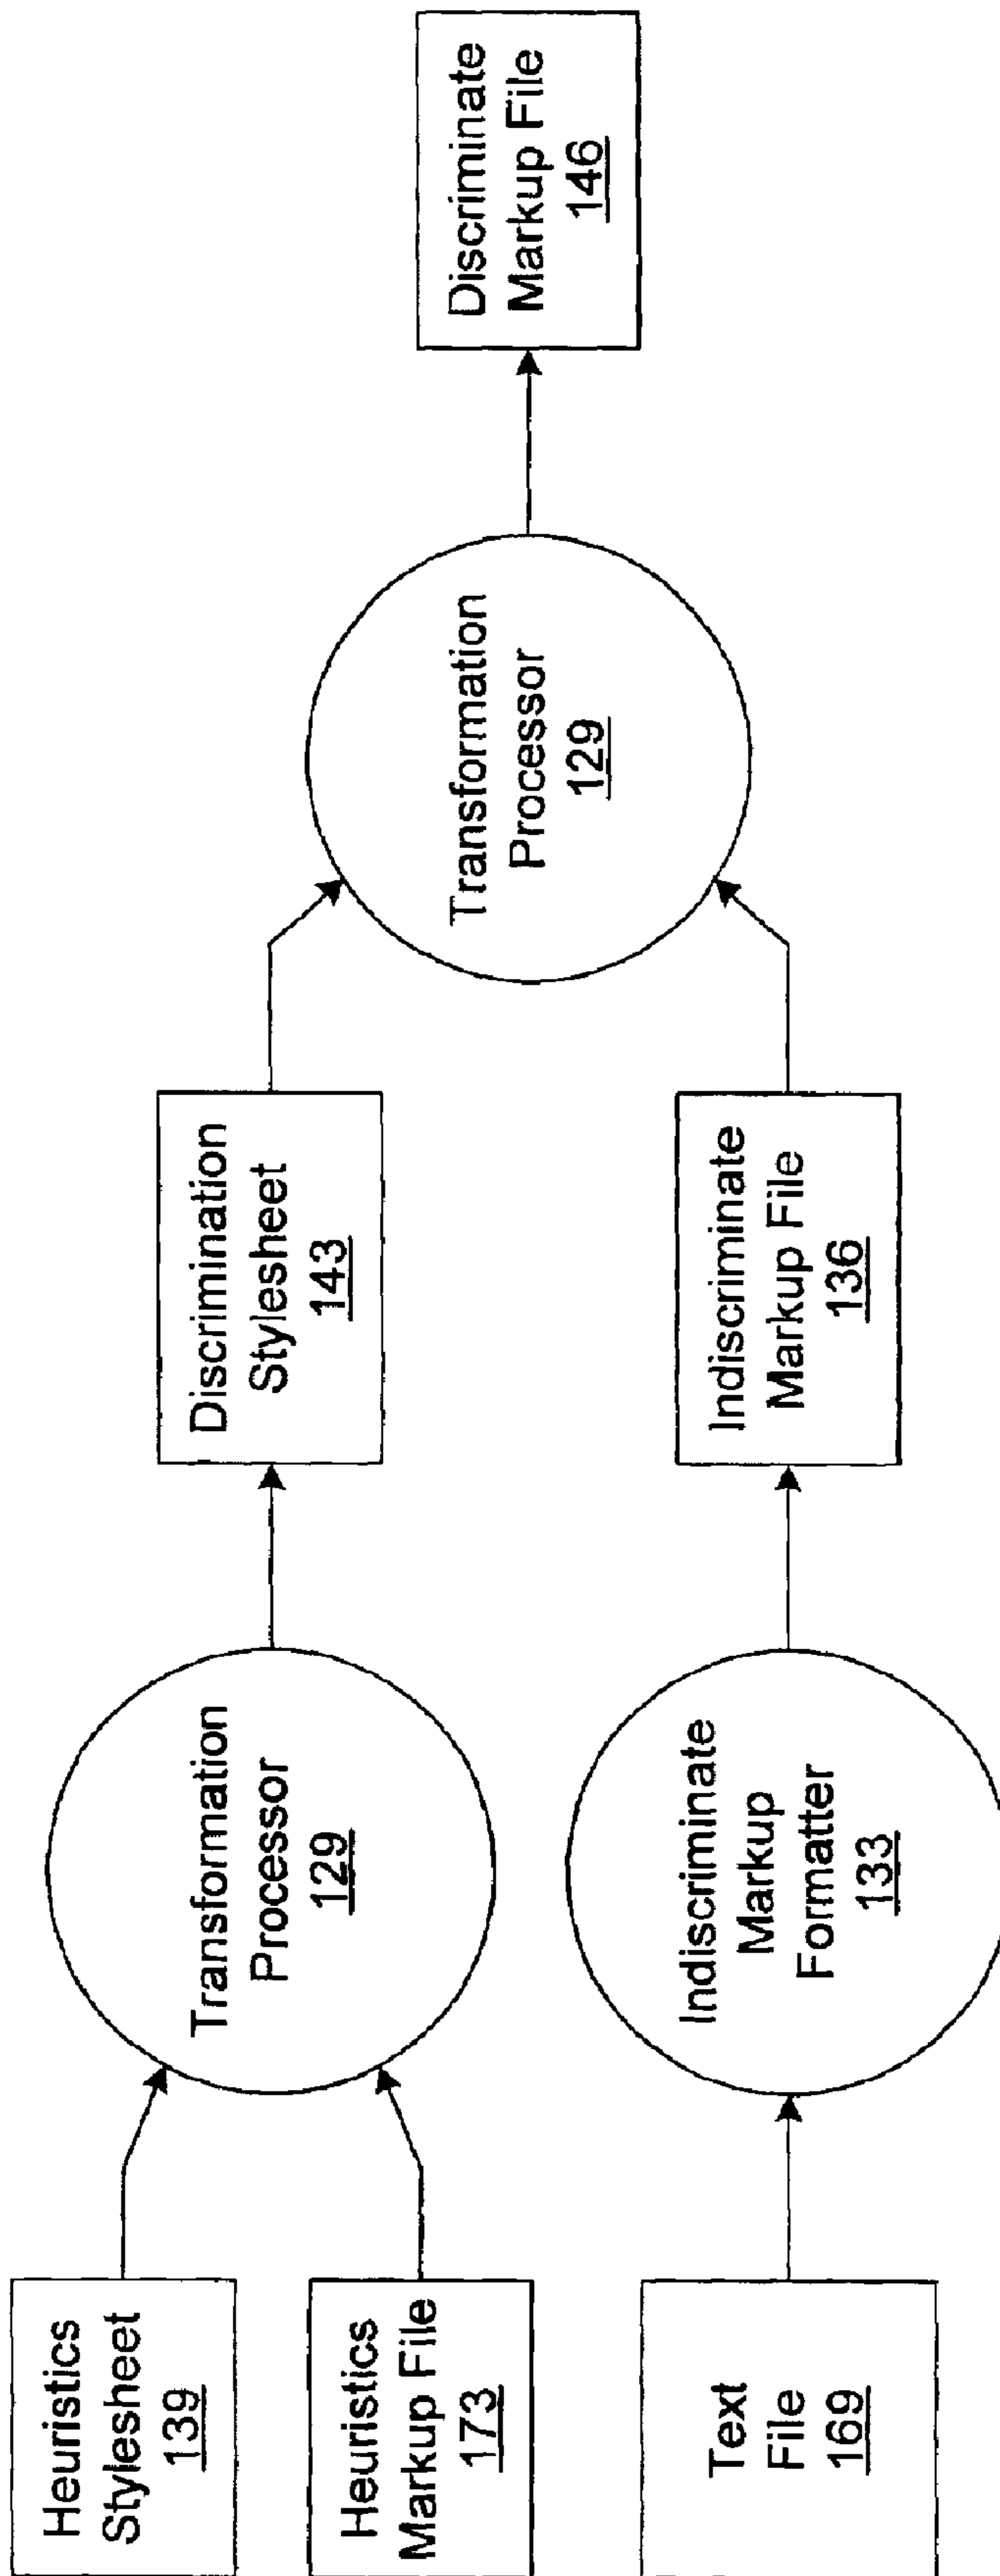 Heuristics
Stylesheet
139
Heuristics
Markup File
173
Text
File
169
Transformation
Processor
129
Indiscriminate
Markup
Formatter
133
Discrimination
Stylesheet
143
Indiscriminate
Markup File
136
Transformation
Processor
129
Discriminate
Markup File
146